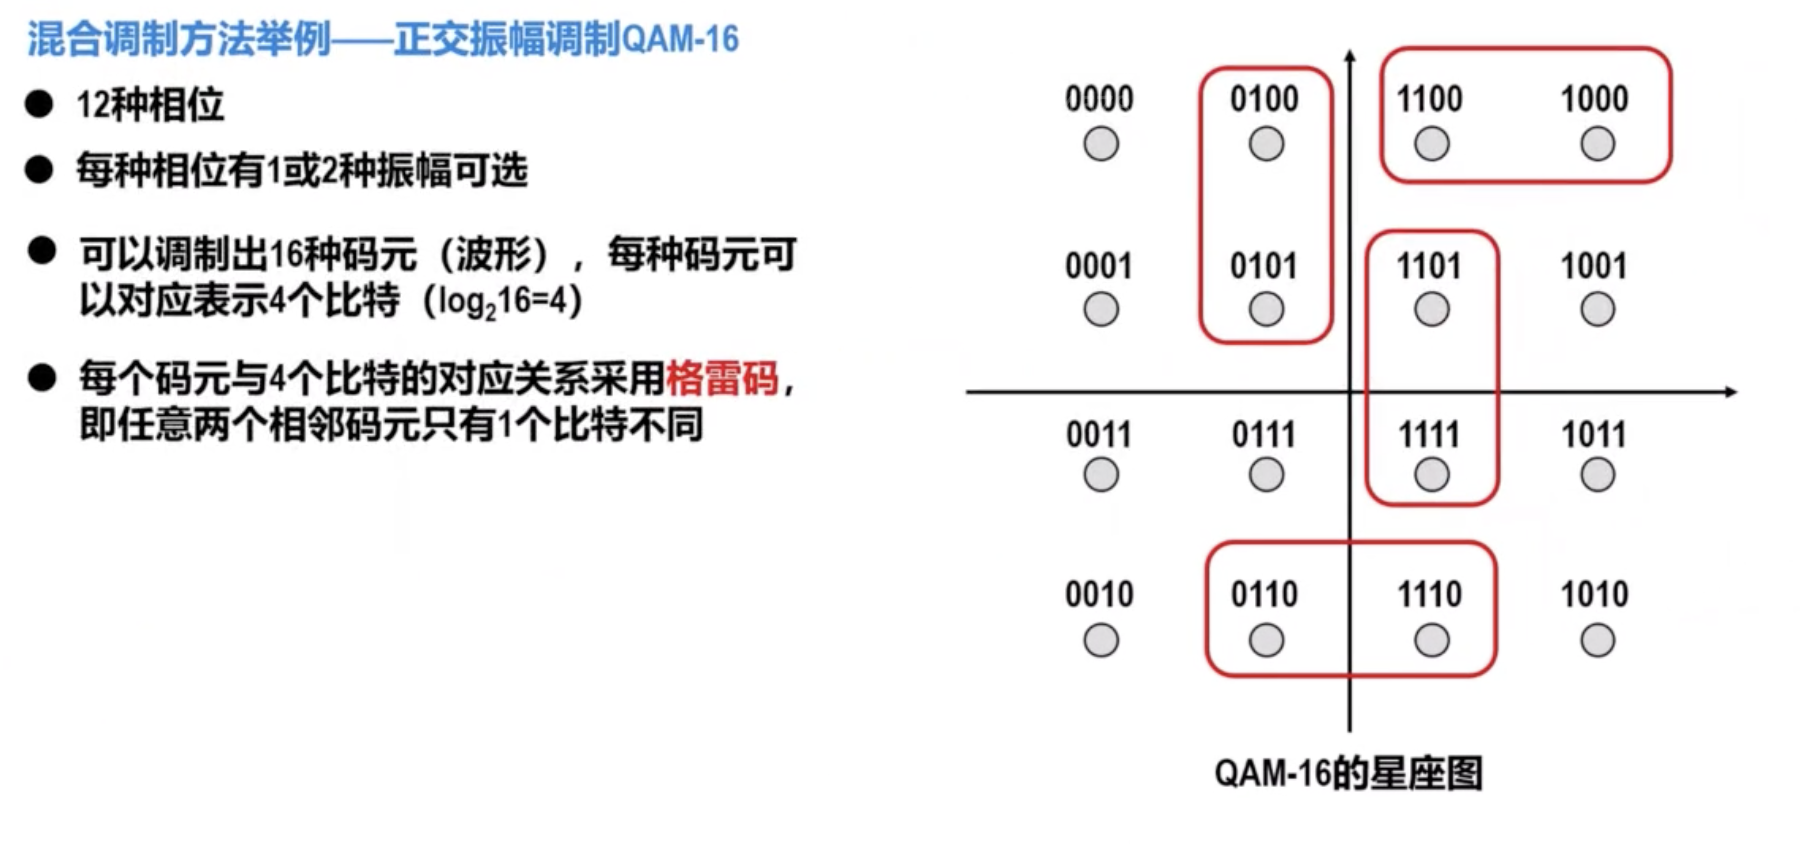 混合调制方法举例——正交振幅调制QAM-16
● 12种相位
● 每种相位有1或2种振幅可选
● 可以调制出16种码元（波形），每种码元可
以对应表示4个比特（log₂16=4）
● 每个码元与4个比特的对应关系采用格雷码，
即任意两个相邻码元只有1个比特不同
0000 0100 1100 1000
0001 0101 1101 1001
0011 0111 1111 1011
0010 0110 1110 1010
QAM-16的星座图